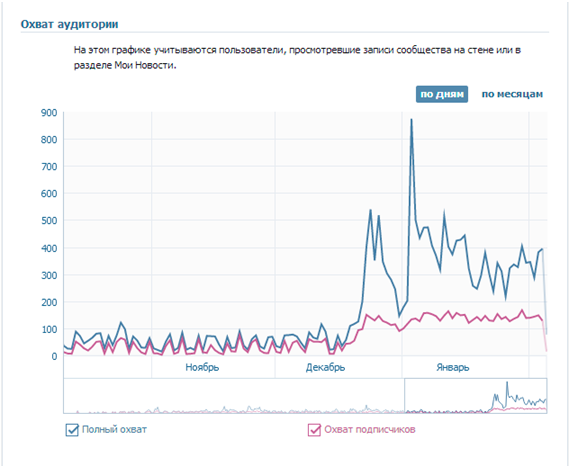 Охват аудитории
На этом графике учитываются пользователи, просмотревшие записи сообщества на стене или в
разделе Мои Новости.
по дням по месяцам
900
800
700
600
500
400
300
200
100
0
Ноябрь Декабрь Январь
Полный охват Охват подписчиков